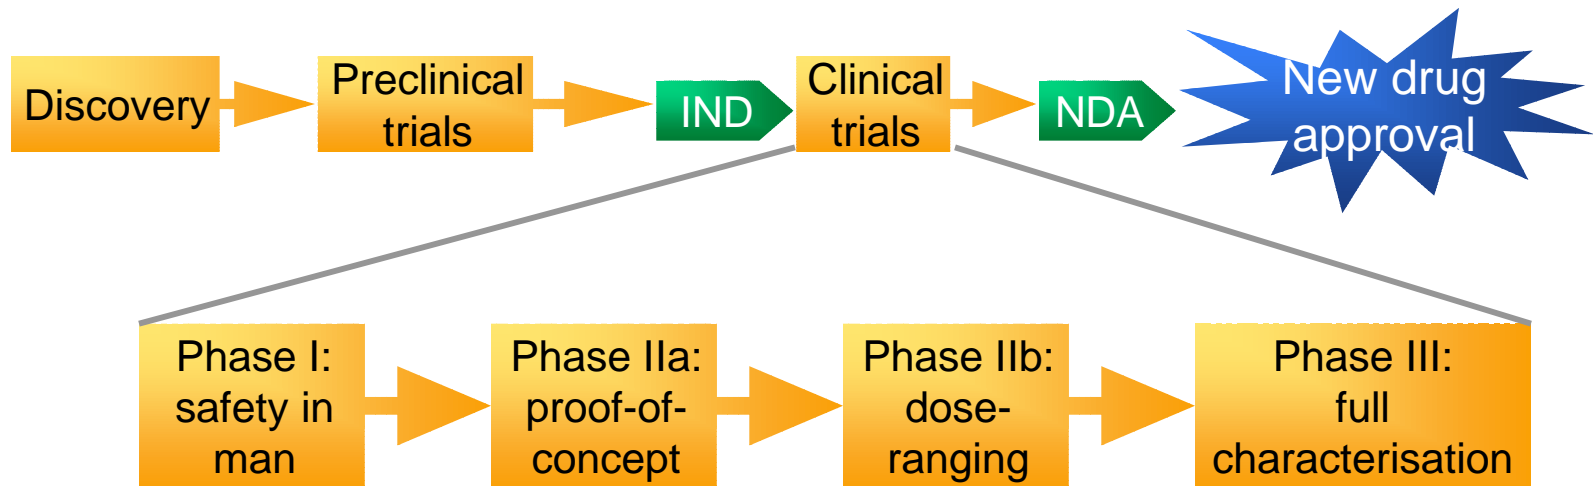 Discovery
Preclinical
trials
IND
Clinical
trials
NDA
New drug
approval
Phase I:
safety in
man
Phase IIa:
proof-of-
concept
Phase IIb:
dose-
ranging
Phase III:
full
characterisation